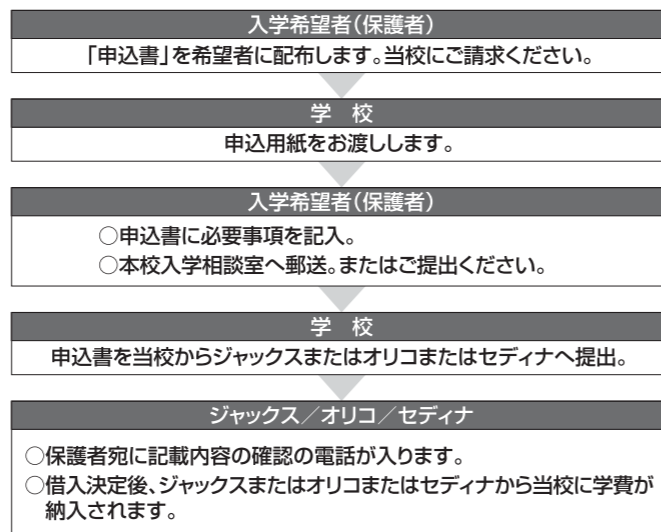 入学希望者(保護者)
「申込書」を希望者に配布します。当校にご請求ください。
学　校
申込用紙をお渡しします。
入学希望者(保護者)
○申込書に必要事項を記入。
○本校入学相談室へ郵送。またはご提出ください。
学　校
申込書を当校からジャックスまたはオリコまたはセディナへ提出。
ジャックス／オリコ／セディナ
○保護者宛に記載内容の確認の電話が入ります。
○借入決定後、ジャックスまたはオリコまたはセディナから当校に学費が
納入されます。